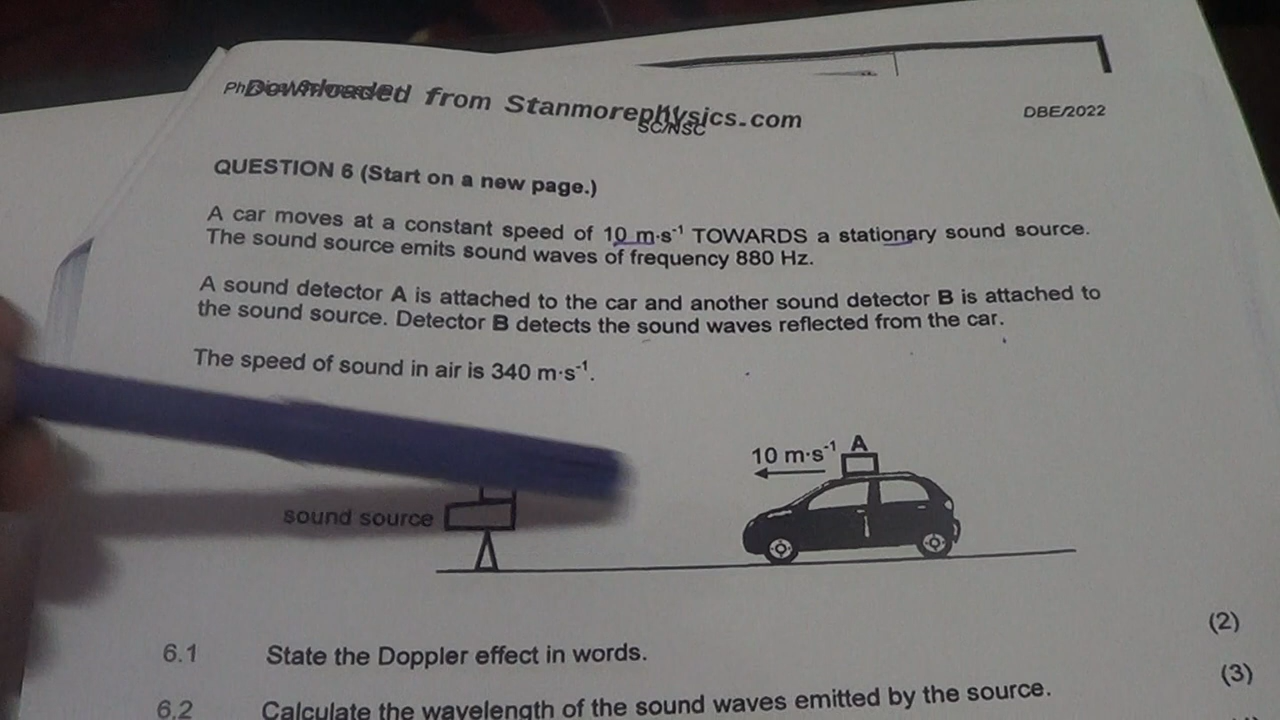 Downloaded from Stanmorephysics.com
SC/NSC
DBE/2022
QUESTION 6 (Start on a new page.)
A car moves at a constant speed of 10 m·s⁻¹ TOWARDS a stationary sound source.
The sound source emits sound waves of frequency 880 Hz.
A sound detector A is attached to the car and another sound detector B is attached to
the sound source. Detector B detects the sound waves reflected from the car.
The speed of sound in air is 340 m·s⁻¹.
10 m·s⁻¹ A
sound source
6.1 State the Doppler effect in words. (2)
6.2 Calculate the wavelength of the sound waves emitted by the source. (3)